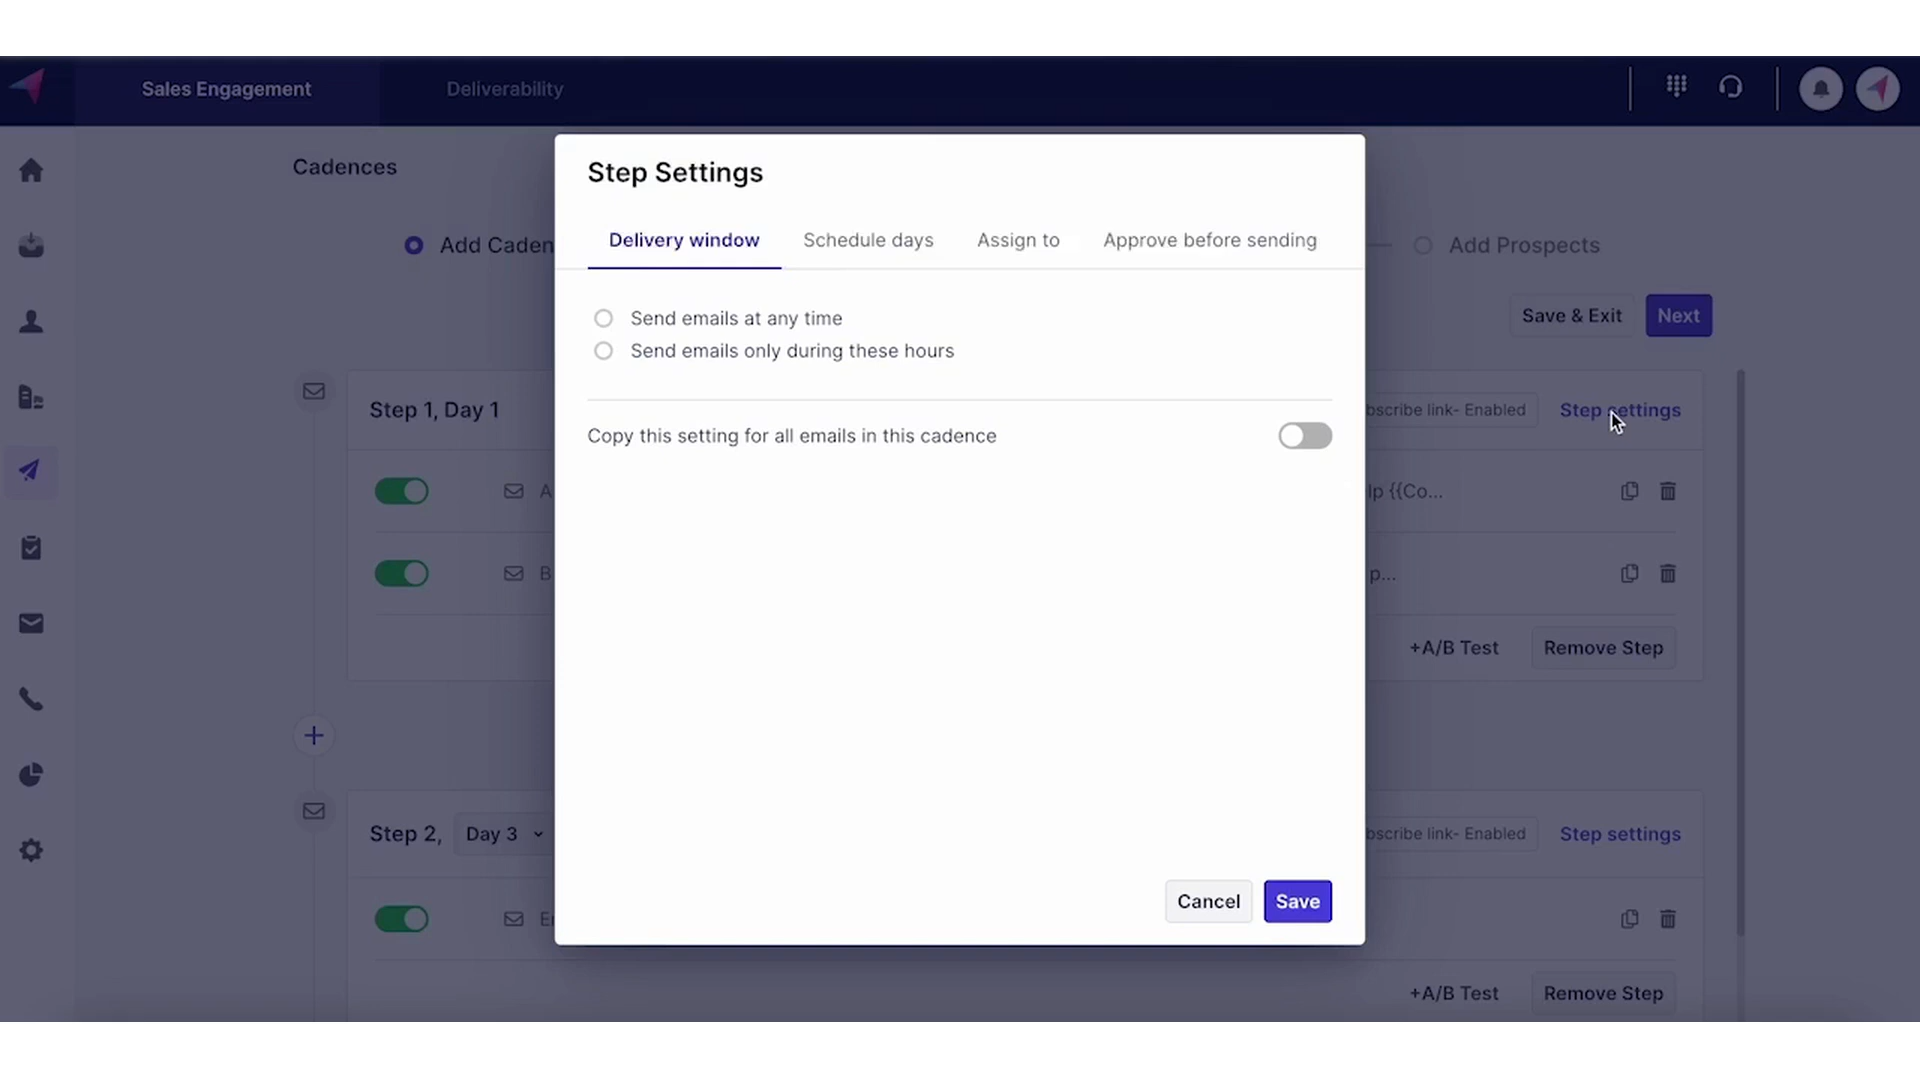 Sales Engagement
Deliverability
Cadences
Add Caden
Add Prospects
Save & Exit
Next
Step Settings
Delivery window
Schedule days
Assign to
Approve before sending
Send emails at any time
Send emails only during these hours
Copy this setting for all emails in this cadence
Cancel
Save
Step 1, Day 1
bscribe link- Enabled
Step settings
A
lp {{Co...
B
p...
+A/B Test
Remove Step
Step 2,
Day 3
bscribe link- Enabled
Step settings
+A/B Test
Remove Step